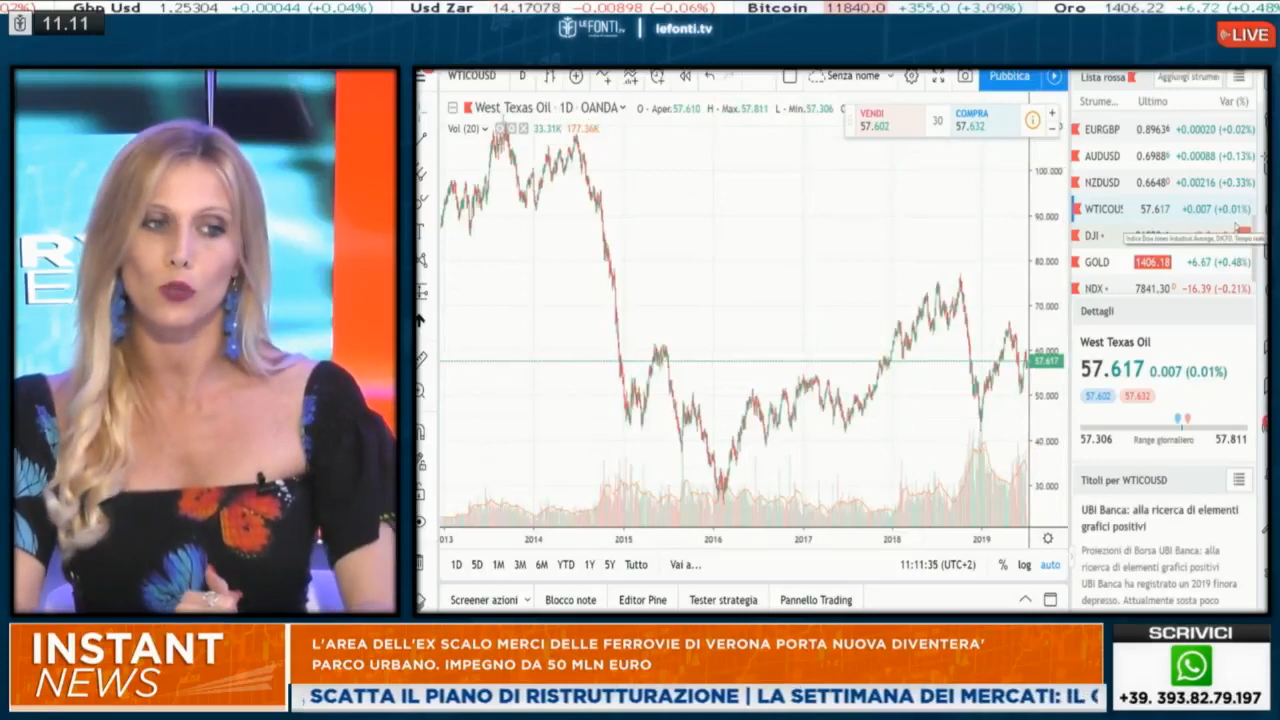 Gbp Usd 1.25304 +0,00044 (+0.04%) Usd Zar 14.17078 -0.00898 (-0.06%) Bitcoin 11840.0 +355.0 (+3.09%) Oro 1406.22 +6.72 (+0.48%
11.11
LE FONTI.TV lefonti.tv
LIVE
RY
E
WTICOUSD D Senza nome Pubblica
West Texas Oil · 1D · OANDA O - Aper.57.610 H - Max.57.811 L - Min.57.306
Vol (20) 33.31K 177.36K
VENDI
57.602
30
COMPRA
57.632
100.000
90.000
80.000
70.000
60.000
57.617
50.000
40.000
30.000
013 2014 2015 2016 2017 2018 2019
1D 5D 1M 3M 6M YTD 1Y 5Y Tutto Vai a... 11:11:35 (UTC+2) % log auto
Screener azioni Blocco note Editor Pine Tester strategia Pannello Trading
Lista rossa Aggiungi strumen
Strume... Ultimo Var (%)
EURGBP 0.8963⁶ +0.00020 (+0.02%)
AUDUSD 0.6988⁶ +0.00088 (+0.13%)
NZDUSD 0.6648⁰ +0.00216 (+0.33%)
WTICOUS 57.617 +0.007 (+0.01%)
DJI
GOLD 1406.18 +6.67 (+0.48%)
NDX 7841.30 −16.39 (−0.21%)
Dettagli
West Texas Oil
57.617 0.007 (0.01%)
57.602 57.632
57.306 Range giornaliero 57.811
Titoli per WTICOUSD
UBI Banca: alla ricerca di elementi
grafici positivi
Proiezioni di Borsa UBI Banca: alla
ricerca di elementi grafici positivi
UBI Banca ha registrato un 2019 finora
depresso. Attualmente sosta poco
INSTANT
NEWS
L'AREA DELL'EX SCALO MERCI DELLE FERROVIE DI VERONA PORTA NUOVA DIVENTERA'
PARCO URBANO. IMPEGNO DA 50 MLN EURO
SCATTA IL PIANO DI RISTRUTTURAZIONE | LA SETTIMANA DEI MERCATI: IL
SCRIVICI
+39. 393.82.79.197